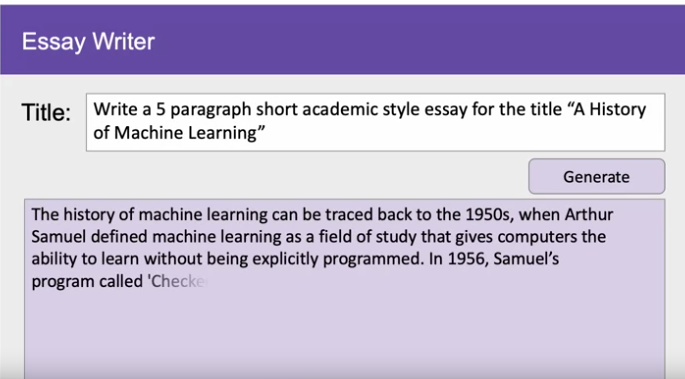 Essay Writer
Title:
Write a 5 paragraph short academic style essay for the title “A History
of Machine Learning”
Generate
The history of machine learning can be traced back to the 1950s, when Arthur
Samuel defined machine learning as a field of study that gives computers the
ability to learn without being explicitly programmed. In 1956, Samuel’s
program called 'Checke